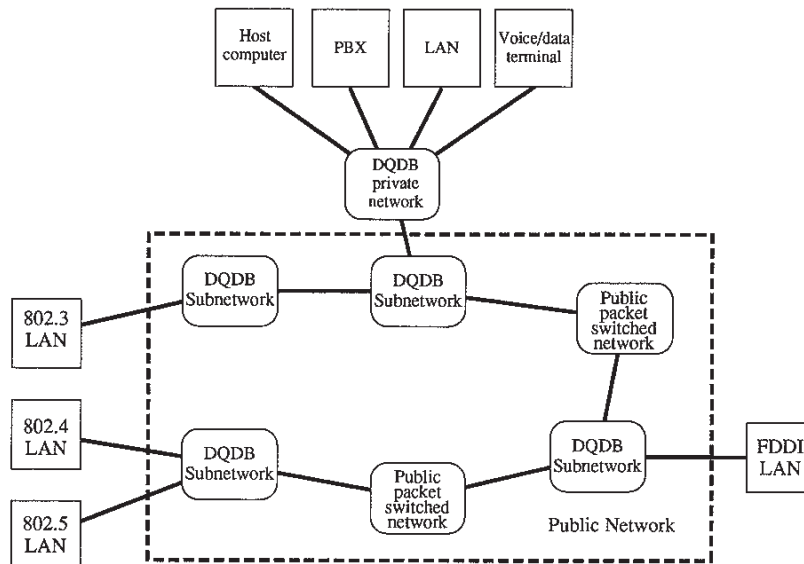 Host
computer
PBX
LAN
Voice/data
terminal
DQDB
private
network
DQDB
Subnetwork
DQDB
Subnetwork
Public
packet
switched
network
802.3
LAN
802.4
LAN
802.5
LAN
DQDB
Subnetwork
Public
packet
switched
network
DQDB
Subnetwork
FDDI
LAN
Public Network